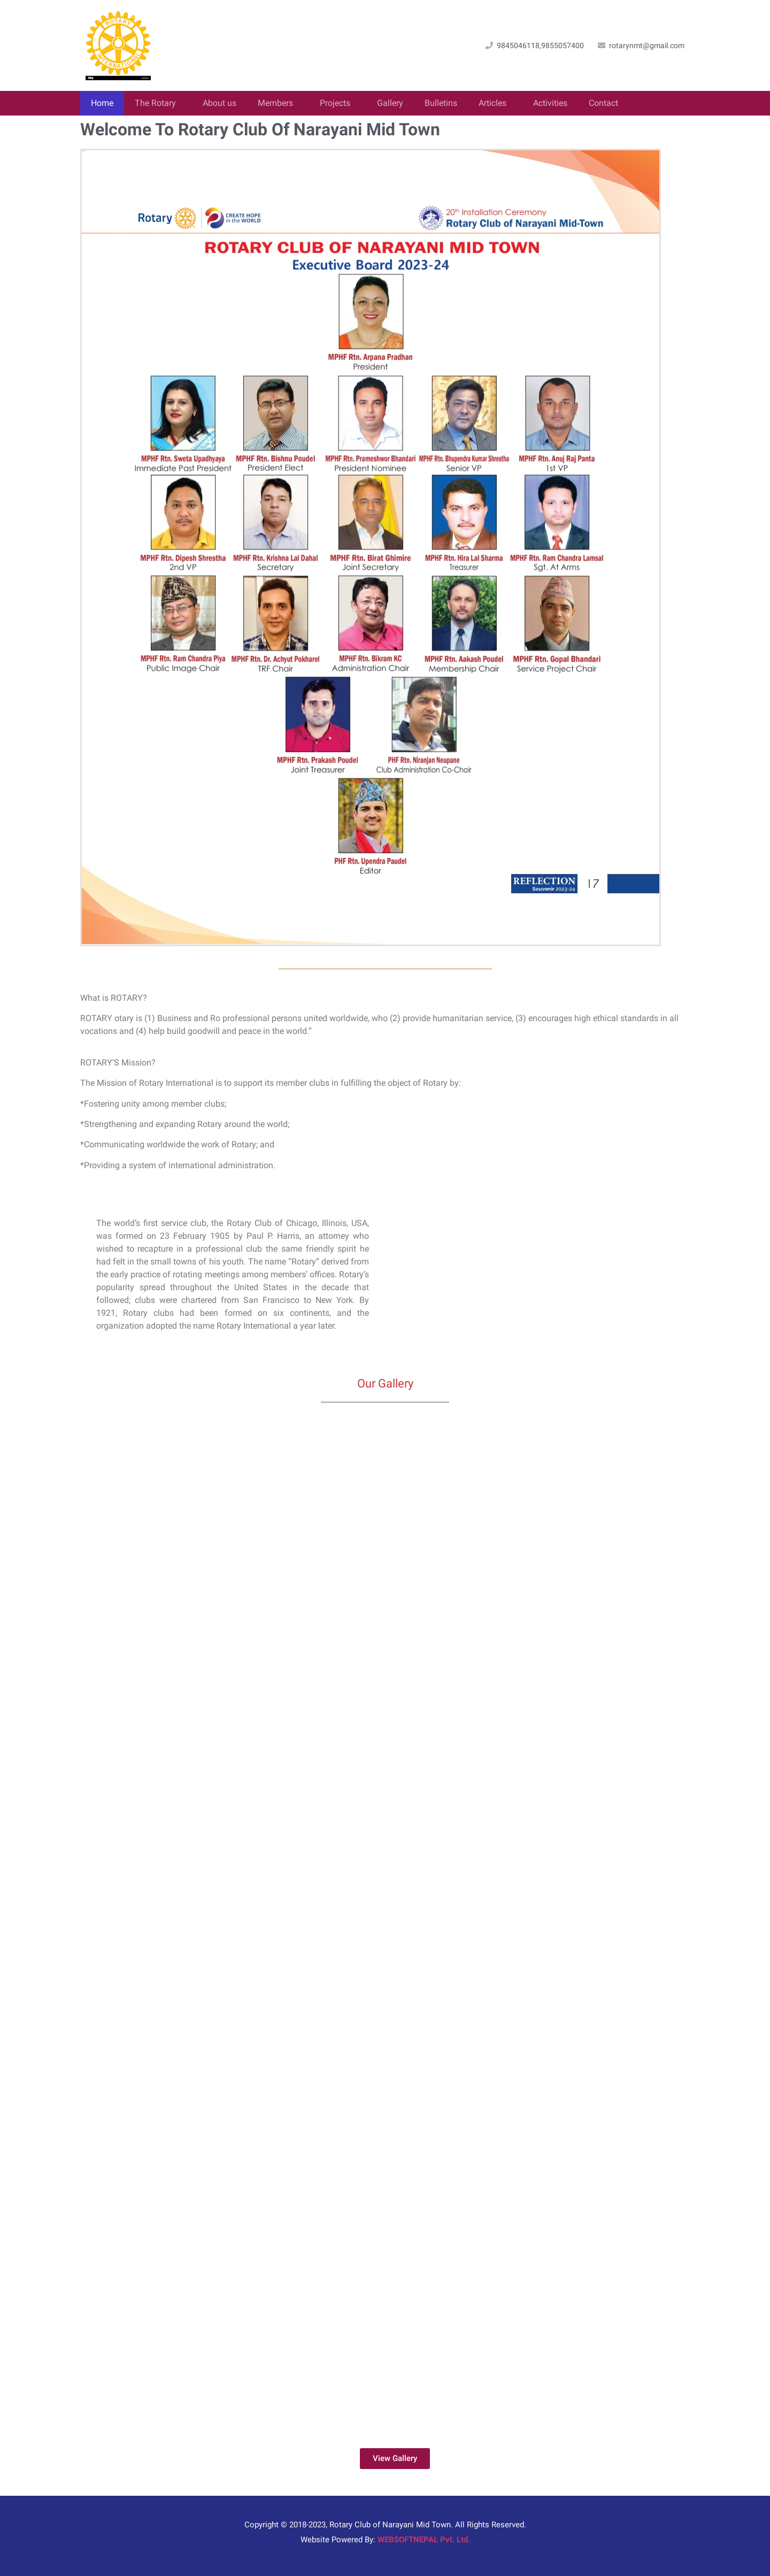 ROTARY
INTERNATIONAL
9845046118,9855057400
rotarynmt@gmail.com
Home
The Rotary
About us
Members
Projects
Gallery
Bulletins
Articles
Activities
Contact
Welcome To Rotary Club Of Narayani Mid Town
Rotary
CREATE HOPE
in the WORLD
20th Installation Ceremony
Rotary Club of Narayani Mid-Town
ROTARY CLUB OF NARAYANI MID TOWN
Executive Board 2023-24
MPHF Rtn. Arpana Pradhan
President
MPHF Rtn. Sweta Upadhyaya
Immediate Past President
MPHF Rtn. Bishnu Poudel
President Elect
MPHF Rtn. Prameshwor Bhandari
President Nominee
MPHF Rtn. Bhupendra Kumar Shrestha
Senior VP
MPHF Rtn. Anuj Raj Panta
1st VP
MPHF Rtn. Dipesh Shrestha
2nd VP
MPHF Rtn. Krishna Lal Dahal
Secretary
MPHF Rtn. Birat Ghimire
Joint Secretary
MPHF Rtn. Hira Lal Sharma
Treasurer
MPHF Rtn. Ram Chandra Lamsal
Sgt. At Arms
MPHF Rtn. Ram Chandra Piya
Public Image Chair
MPHF Rtn. Dr. Achyut Pokharel
TRF Chair
MPHF Rtn. Bikram KC
Administration Chair
MPHF Rtn. Aakash Poudel
Membership Chair
MPHF Rtn. Gopal Bhandari
Service Project Chair
MPHF Rtn. Prakash Poudel
Joint Treasurer
PHF Rtn. Niranjan Neupane
Club Administration Co-Chair
PHF Rtn. Upendra Paudel
Editor
REFLECTION
Souvenir 2023-24
17
What is ROTARY?
ROTARY otary is (1) Business and Ro professional persons united worldwide, who (2) provide humanitarian service, (3) encourages high ethical standards in all
vocations and (4) help build goodwill and peace in the world.”
ROTARY’S Mission?
The Mission of Rotary International is to support its member clubs in fulfilling the object of Rotary by:
*Fostering unity among member clubs;
*Strengthening and expanding Rotary around the world;
*Communicating worldwide the work of Rotary; and
*Providing a system of international administration.
The world’s first service club, the Rotary Club of Chicago, Illinois, USA,
was formed on 23 February 1905 by Paul P. Harris, an attorney who
wished to recapture in a professional club the same friendly spirit he
had felt in the small towns of his youth. The name “Rotary” derived from
the early practice of rotating meetings among members’ offices. Rotary’s
popularity spread throughout the United States in the decade that
followed; clubs were chartered from San Francisco to New York. By
1921, Rotary clubs had been formed on six continents, and the
organization adopted the name Rotary International a year later.
Our Gallery
View Gallery
Copyright © 2018-2023, Rotary Club of Narayani Mid Town. All Rights Reserved.
Website Powered By: WEBSOFTNEPAL Pvt. Ltd.